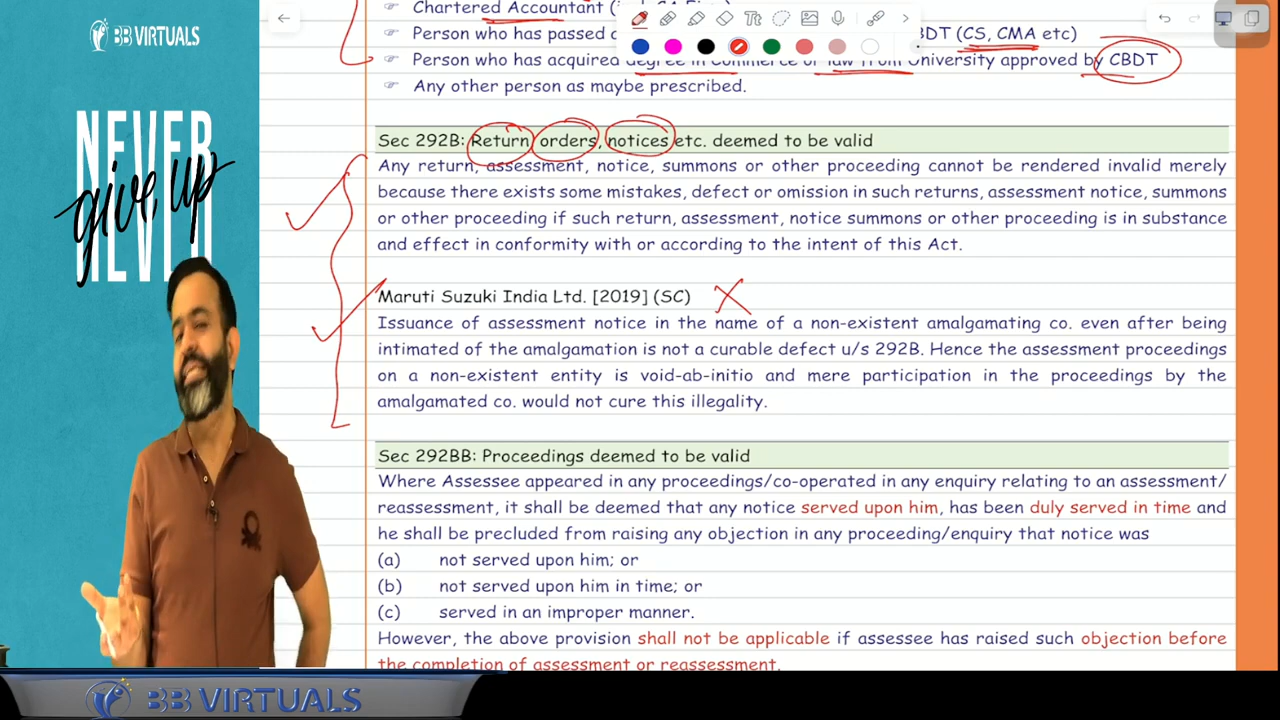 BB VIRTUALS
NEVER
give up
NEVER
Chartered Accountant
Person who has passed
BDT (CS, CMA etc)
Person who has acquired degree in Commerce or law from University approved by CBDT
Any other person as maybe prescribed.
Sec 292B: Return, orders, notices etc. deemed to be valid
Any return, assessment, notice, summons or other proceeding cannot be rendered invalid merely
because there exists some mistakes, defect or omission in such returns, assessment notice, summons
or other proceeding if such return, assessment, notice summons or other proceeding is in substance
and effect in conformity with or according to the intent of this Act.
Maruti Suzuki India Ltd. [2019] (SC)
Issuance of assessment notice in the name of a non-existent amalgamating co. even after being
intimated of the amalgamation is not a curable defect u/s 292B. Hence the assessment proceedings
on a non-existent entity is void-ab-initio and mere participation in the proceedings by the
amalgamated co. would not cure this illegality.
Sec 292BB: Proceedings deemed to be valid
Where Assessee appeared in any proceedings/co-operated in any enquiry relating to an assessment/
reassessment, it shall be deemed that any notice served upon him, has been duly served in time and
he shall be precluded from raising any objection in any proceeding/enquiry that notice was
(a) not served upon him; or
(b) not served upon him in time; or
(c) served in an improper manner.
However, the above provision shall not be applicable if assessee has raised such objection before
the completion of assessment or reassessment.
BB VIRTUALS